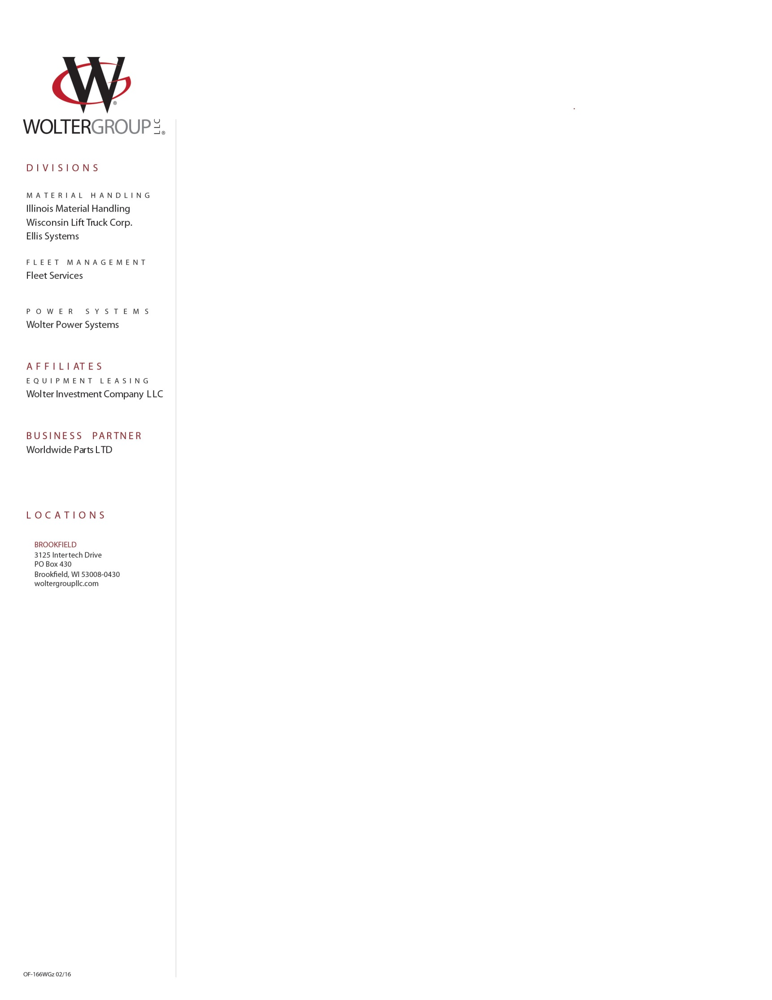 W
®
WOLTERGROUP LLC
®
DIVISIONS
MATERIAL HANDLING
Illinois Material Handling
Wisconsin Lift Truck Corp.
Ellis Systems
FLEET MANAGEMENT
Fleet Services
POWER SYSTEMS
Wolter Power Systems
AFFILIATES
EQUIPMENT LEASING
Wolter Investment Company LLC
BUSINESS PARTNER
Worldwide Parts LTD
LOCATIONS
BROOKFIELD
3125 Intertech Drive
PO Box 430
Brookfield, WI 53008-0430
woltergroupllc.com
OF-166WGz 02/16